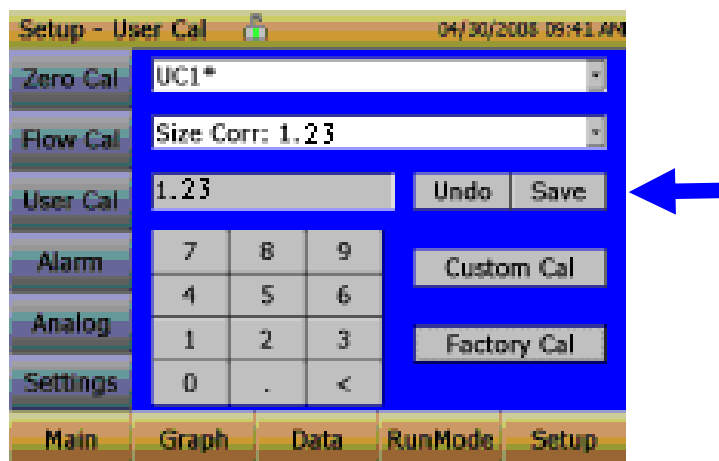 Setup - User Cal 04/30/2008 09:41 AM
Zero Cal UC1*
Flow Cal Size Corr: 1.23
User Cal 1.23 Undo Save
Alarm 7 8 9 Custom Cal
4 5 6
Analog 1 2 3 Factory Cal
Settings 0 . <
Main Graph Data RunMode Setup